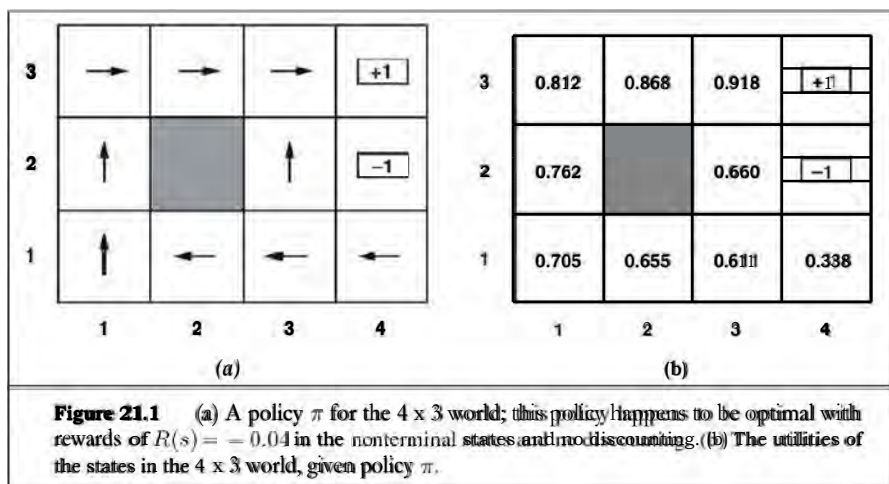 3 +1
2 −1
1
1 2 3 4
(a)
3 0.812 0.868 0.918 +1
2 0.762 0.660 −1
1 0.705 0.655 0.611 0.338
1 2 3 4
(b)
Figure 21.1 (a) A policy π for the 4 x 3 world; this policy happens to be optimal with
rewards of R(s) = = 0.04 in the nonterminal states and no discounting. (b) The utilities of
the states in the 4 x 3 world, given policy π.